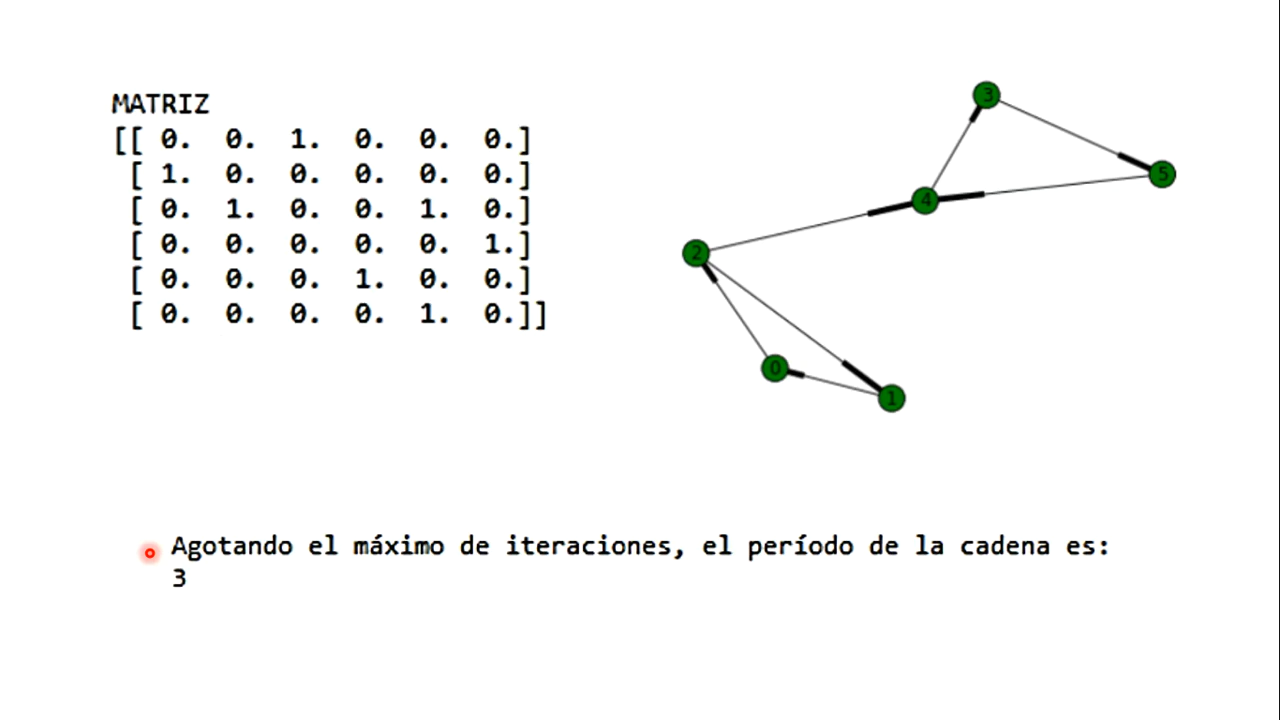 MATRIZ
[[ 0. 0. 1. 0. 0. 0.]
[ 1. 0. 0. 0. 0. 0.]
[ 0. 1. 0. 0. 1. 0.]
[ 0. 0. 0. 0. 0. 1.]
[ 0. 0. 0. 1. 0. 0.]
[ 0. 0. 0. 0. 1. 0.]]
3
5
4
2
0
1
Agotando el máximo de iteraciones, el período de la cadena es:
3